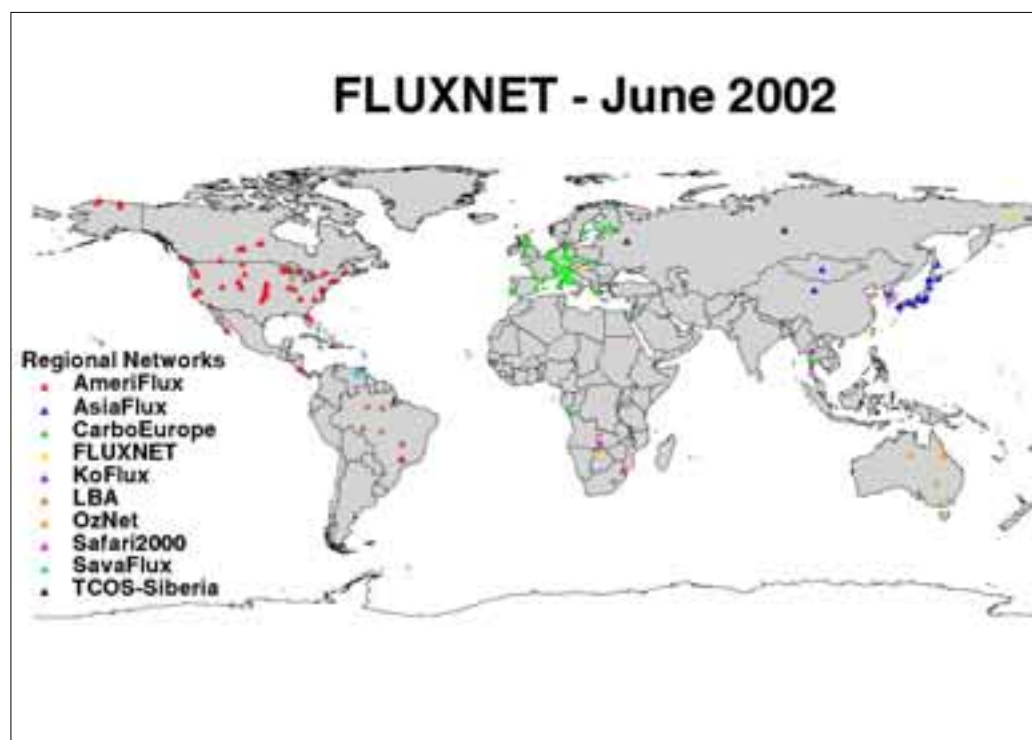 FLUXNET - June 2002
Regional Networks
AmeriFlux
AsiaFlux
CarboEurope
FLUXNET
KoFlux
LBA
OzNet
Safari2000
SavaFlux
TCOS-Siberia